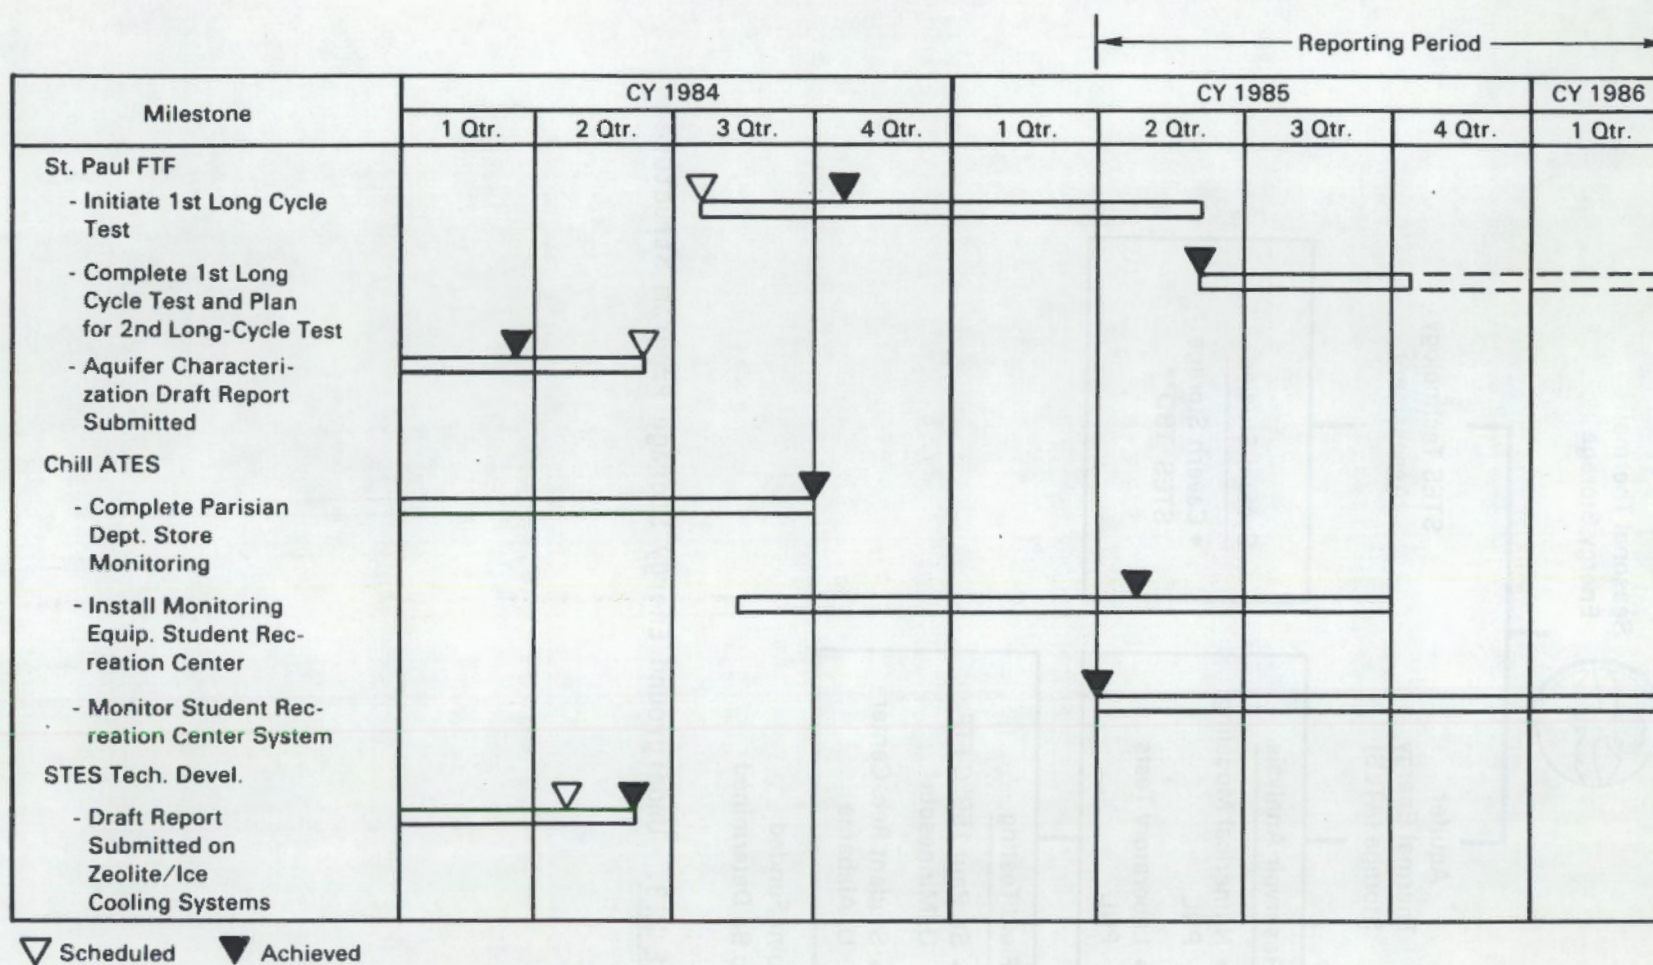 Reporting Period
Milestone
CY 1984
CY 1985
CY 1986
1 Qtr.
2 Qtr.
3 Qtr.
4 Qtr.
1 Qtr.
2 Qtr.
3 Qtr.
4 Qtr.
1 Qtr.
St. Paul FTF
- Initiate 1st Long Cycle
Test
- Complete 1st Long
Cycle Test and Plan
for 2nd Long-Cycle Test
- Aquifer Characteri-
zation Draft Report
Submitted
Chill ATES
- Complete Parisian
Dept. Store
Monitoring
- Install Monitoring
Equip. Student Rec-
reation Center
- Monitor Student Rec-
reation Center System
STES Tech. Devel.
- Draft Report
Submitted on
Zeolite/Ice
Cooling Systems
Scheduled
Achieved